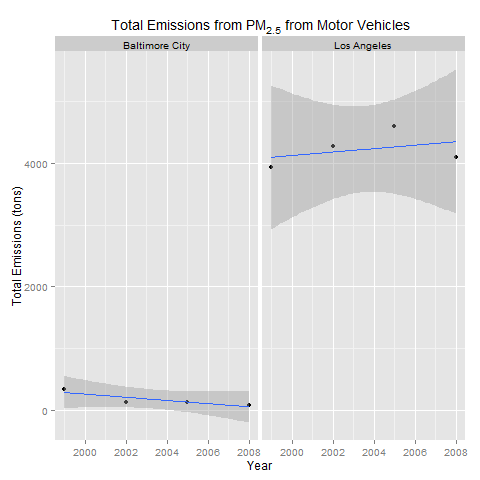 Total Emissions from PM2.5 from Motor Vehicles
Baltimore City
Los Angeles
Total Emissions (tons)
4000
2000
0
2000 2002 2004 2006 2008
2000 2002 2004 2006 2008
Year